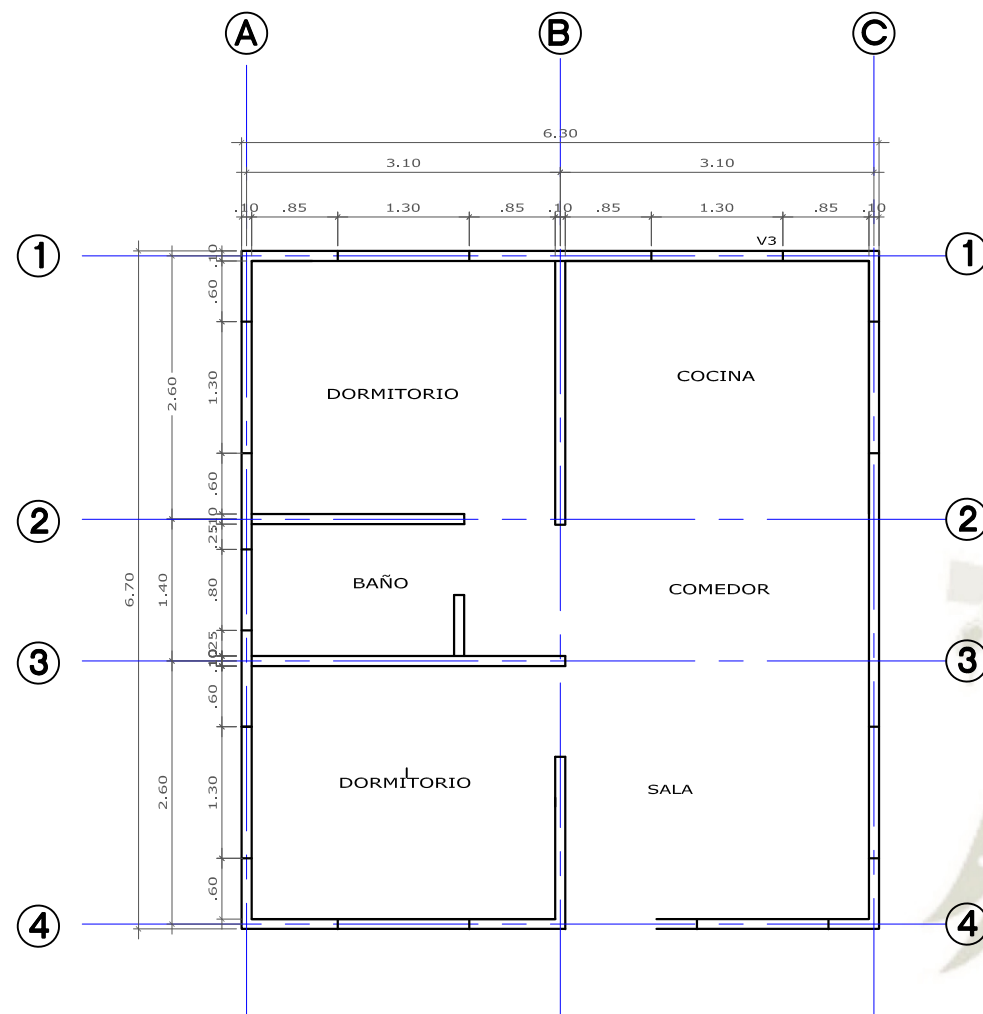 A B C
6.30
3.10 3.10
.10 .85 1.30 .85 .10 .85 1.30 .85 .10
V3
1 1
.10
.60
2.60
1.30
COCINA
DORMITORIO
.60
.10
2 2
.25
6.70
1.40
.80
BAÑO
COMEDOR
.25
3 3
.10
.60
2.60
1.30
DORMITORIO
SALA
.60
4 4